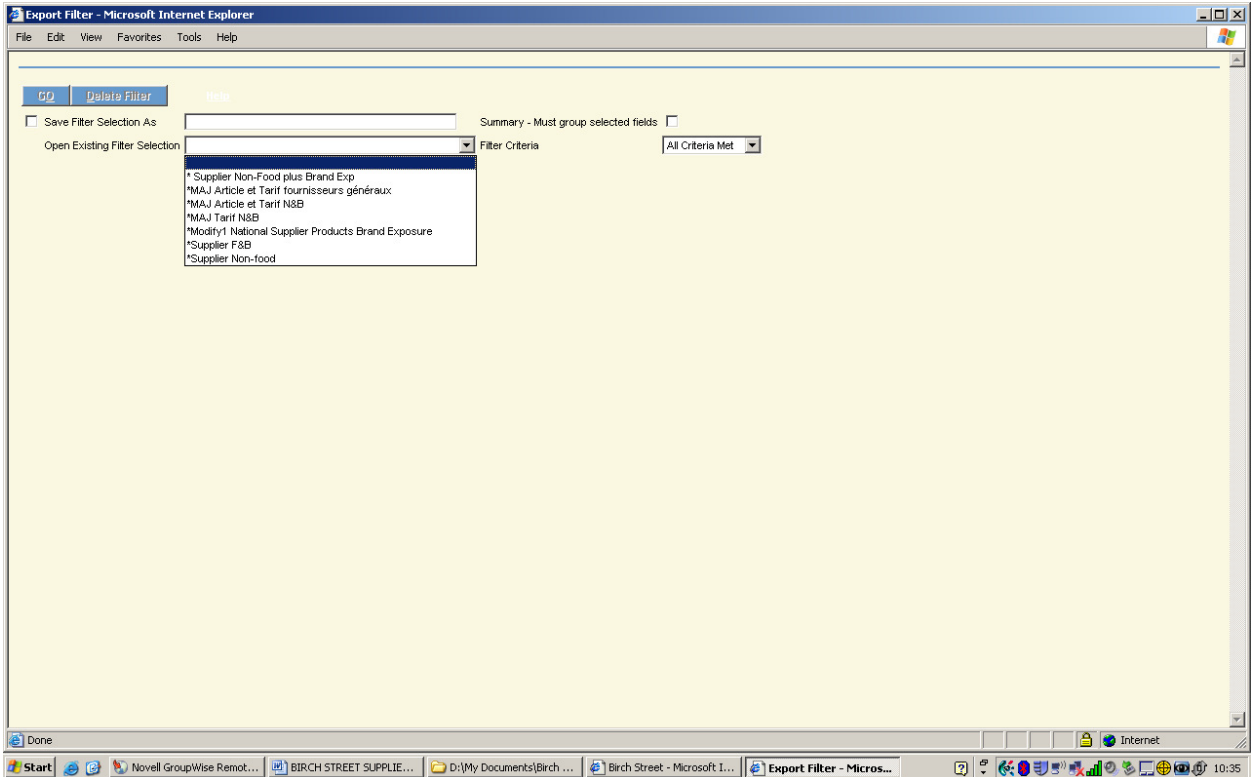 Export Filter - Microsoft Internet Explorer
File Edit View Favorites Tools Help
GO Delete Filter Help
Save Filter Selection As Summary - Must group selected fields
Open Existing Filter Selection Filter Criteria All Criteria Met
* Supplier Non-Food plus Brand Exp
*MAJ Article et Tarif fournisseurs généraux
*MAJ Article et Tarif N&B
*MAJ Tarif N&B
*Modify1 National Supplier Products Brand Exposure
*Supplier F&B
*Supplier Non-food
Done Internet
Start Novell GroupWise Remot... BIRCH STREET SUPPLIE... D:\My Documents\Birch ... Birch Street - Microsoft I... Export Filter - Micros... 10:35